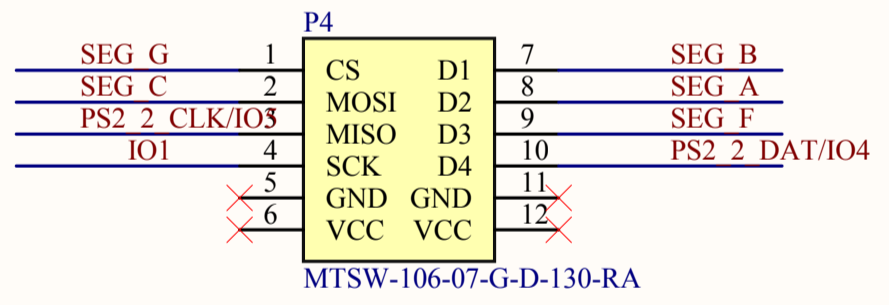 P4
SEG_G 1 CS D1 7 SEG_B
SEG_C 2 MOSI D2 8 SEG_A
PS2_2_CLK/IO3 3 MISO D3 9 SEG_F
IO1 4 SCK D4 10 PS2_2_DAT/IO4
5 GND GND 11
6 VCC VCC 12
MTSW-106-07-G-D-130-RA